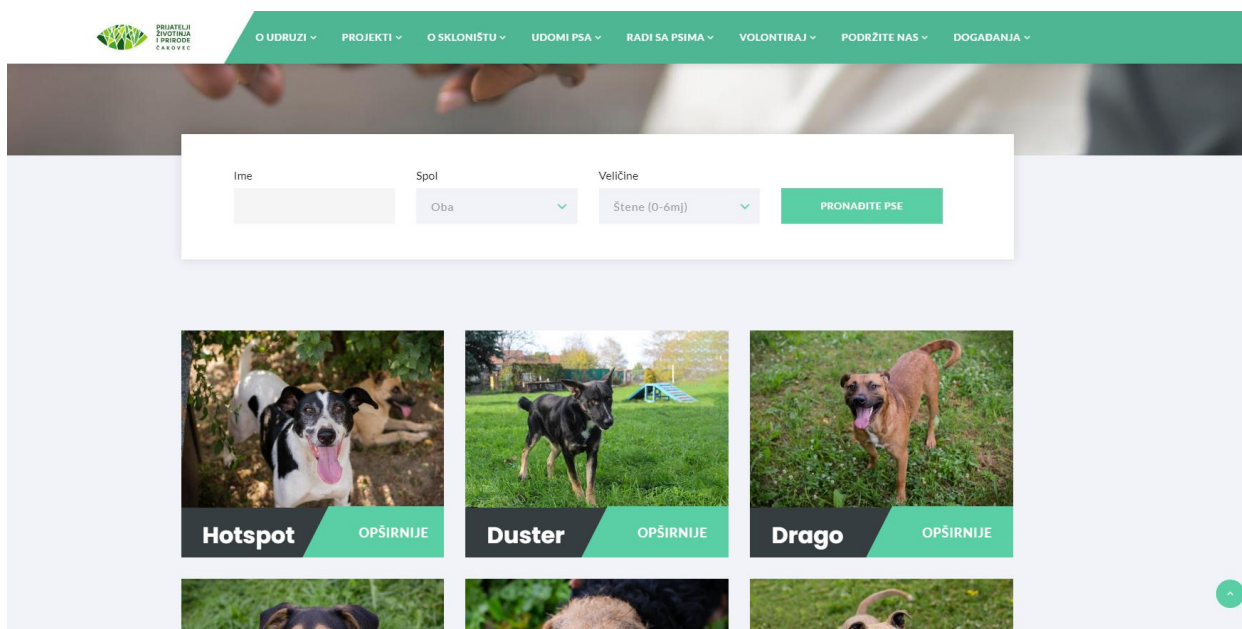 PRIJATELJI
ŽIVOTINJA
I PRIRODE
ČAKOVEC
O UDRUZI PROJEKTI O SKLONIŠTU UDOMI PSA RADI SA PSIMA VOLONTIRAJ PODRŽITE NAS DOGAĐANJA
Ime Spol Veličine
Oba Štene (0-6mj) PRONAĐITE PSE
Hotspot OPŠIRNIJE Duster OPŠIRNIJE Drago OPŠIRNIJE